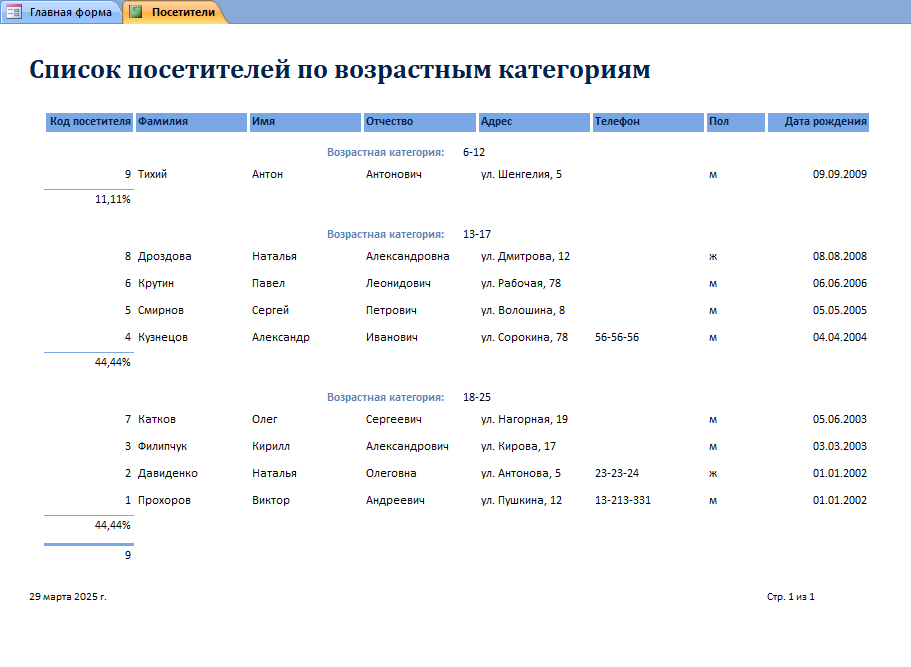 Главная форма Посетители
Список посетителей по возрастным категориям
Код посетителя Фамилия Имя Отчество Адрес Телефон Пол Дата рождения
Возрастная категория: 6-12
9 Тихий Антон Антонович ул. Шенгелия, 5 м 09.09.2009
11,11%
Возрастная категория: 13-17
8 Дроздова Наталья Александровна ул. Дмитрова, 12 ж 08.08.2008
6 Крутин Павел Леонидович ул. Рабочая, 78 м 06.06.2006
5 Смирнов Сергей Петрович ул. Волошина, 8 м 05.05.2005
4 Кузнецов Александр Иванович ул. Сорокина, 78 56-56-56 м 04.04.2004
44,44%
Возрастная категория: 18-25
7 Катков Олег Сергеевич ул. Нагорная, 19 м 05.06.2003
3 Филипчук Кирилл Александрович ул. Кирова, 17 м 03.03.2003
2 Давиденко Наталья Олеговна ул. Антонова, 5 23-23-24 ж 01.01.2002
1 Прохоров Виктор Андреевич ул. Пушкина, 12 13-213-331 м 01.01.2002
44,44%
9
29 марта 2025 г. Стр. 1 из 1